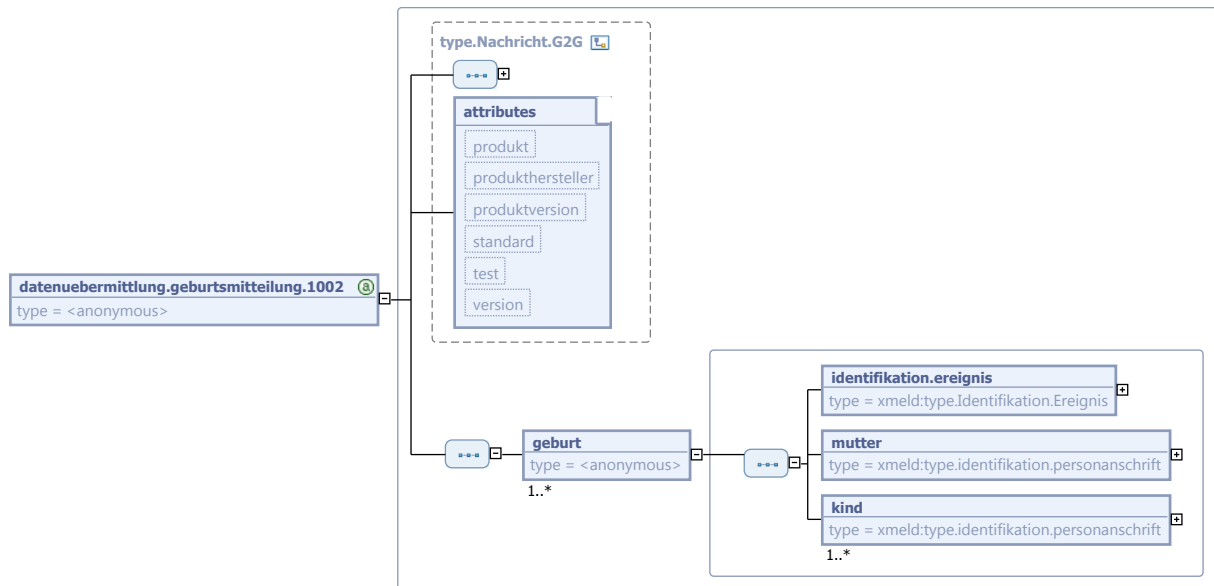 type.Nachricht.G2G
attributes
produkt
produkthersteller
produktversion
standard
test
version
datenuebermittlung.geburtsmitteilung.1002 a
type = <anonymous>
geburt
type = <anonymous>
1..*
identifikation.ereignis
type = xmeld:type.Identifikation.Ereignis
mutter
type = xmeld:type.identifikation.personanschrift
kind
type = xmeld:type.identifikation.personanschrift
1..*